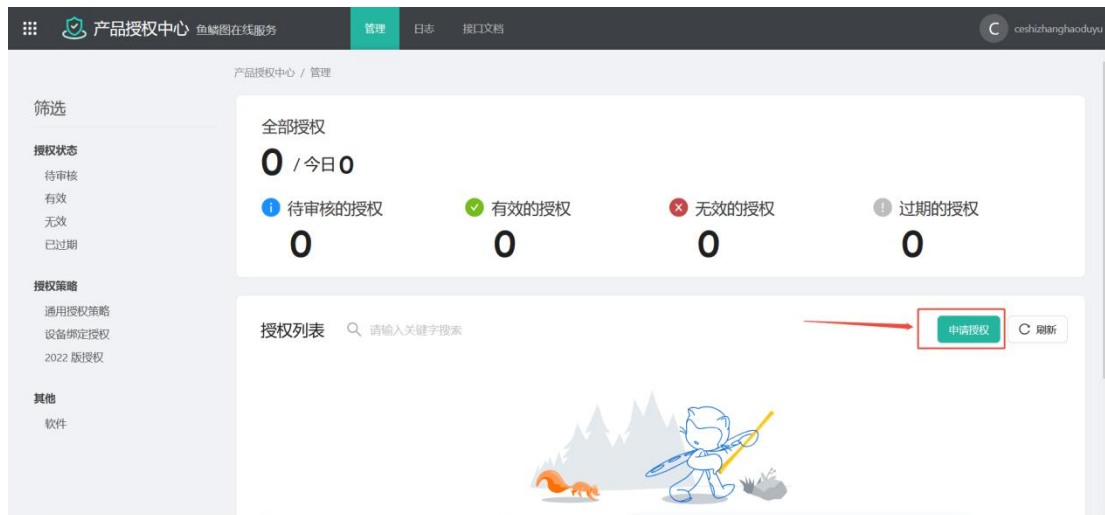 产品授权中心 鱼鳞图在线服务 管理 日志 接口文档 C ceshizhanghaoduyu
产品授权中心 / 管理
筛选
授权状态
待审核
有效
无效
已过期
授权策略
通用授权策略
设备绑定授权
2022 版授权
其他
软件
全部授权
0 / 今日 0
待审核的授权 有效的授权 无效的授权 过期的授权
0 0 0 0
授权列表 请输入关键字搜索 申请授权 刷新